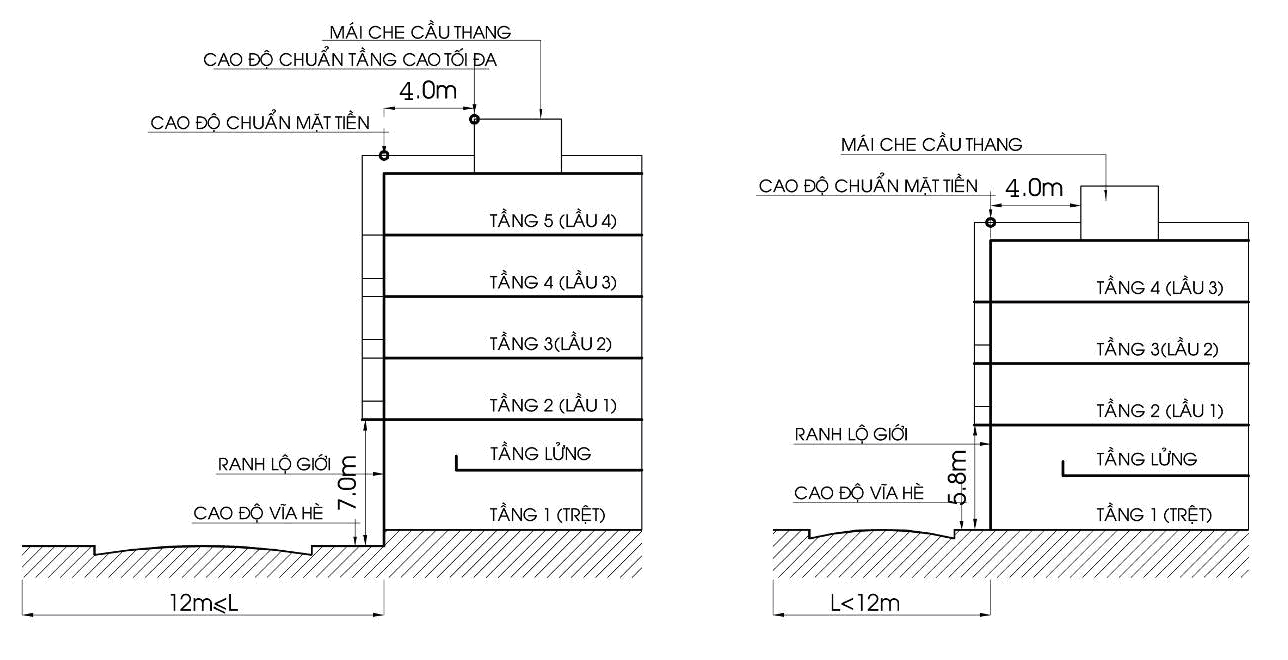 MÁI CHE CẦU THANG
CAO ĐỘ CHUẨN TẦNG CAO TỐI ĐA
4.0m
CAO ĐỘ CHUẨN MẶT TIỀN
TẦNG 5 (LẦU 4)
TẦNG 4 (LẦU 3)
TẦNG 3(LẦU 2)
TẦNG 2 (LẦU 1)
TẦNG LỬNG
RANH LỘ GIỚI
7.0m
CAO ĐỘ VĨA HÈ
TẦNG 1 (TRỆT)
12m⩽L
MÁI CHE CẦU THANG
CAO ĐỘ CHUẨN MẶT TIỀN
4.0m
TẦNG 4 (LẦU 3)
TẦNG 3(LẦU 2)
TẦNG 2 (LẦU 1)
RANH LỘ GIỚI
TẦNG LỬNG
5.8m
CAO ĐỘ VĨA HÈ
TẦNG 1 (TRỆT)
L<12m